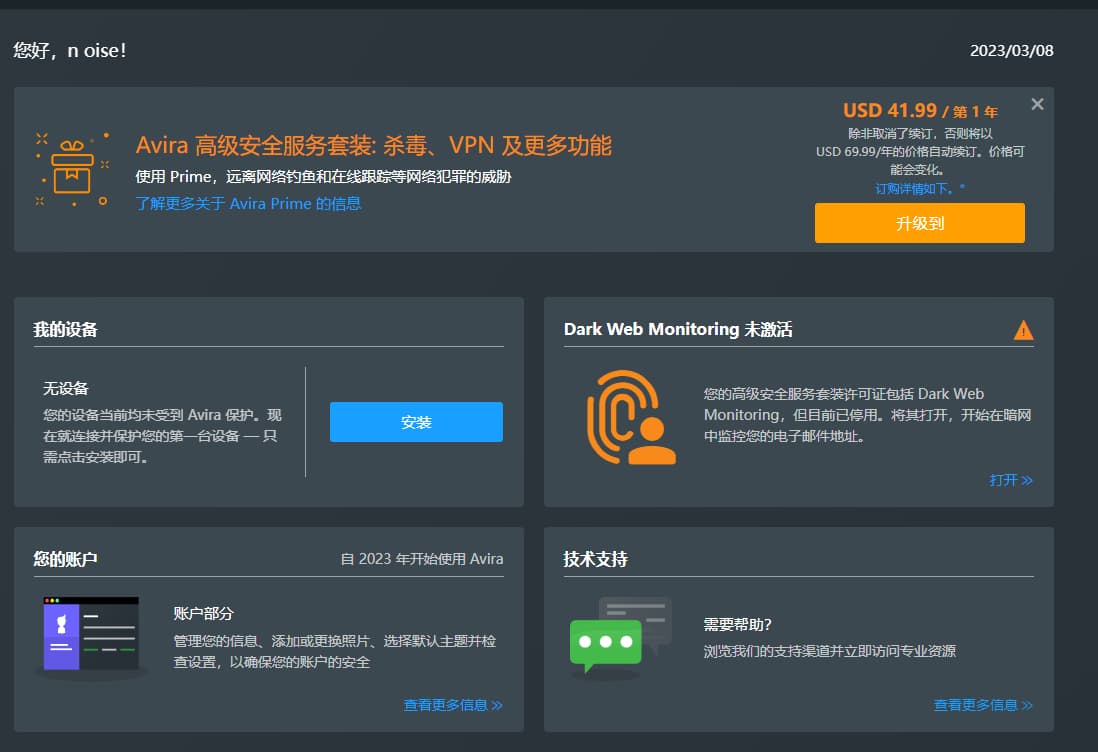 您好，n oise!
2023/03/08
Avira 高级安全服务套装: 杀毒、VPN 及更多功能
使用 Prime，远离网络钓鱼和在线跟踪等网络犯罪的威胁
了解更多关于 Avira Prime 的信息
USD 41.99 / 第 1 年
除非取消了续订，否则将以
USD 69.99/年的价格自动续订。价格可
能会变化。
订购详情如下。*
升级到
我的设备
无设备
您的设备当前均未受到 Avira 保护。现
在就连接并保护您的第一台设备 — 只
需点击安装即可。
安装
Dark Web Monitoring 未激活
您的高级安全服务套装许可证包括 Dark Web
Monitoring，但目前已停用。将其打开，开始在暗网
中监控您的电子邮件地址。
打开
您的账户
自 2023 年开始使用 Avira
账户部分
管理您的信息、添加或更换照片、选择默认主题并检
查设置，以确保您的账户的安全
查看更多信息
技术支持
需要帮助?
浏览我们的支持渠道并立即访问专业资源
查看更多信息